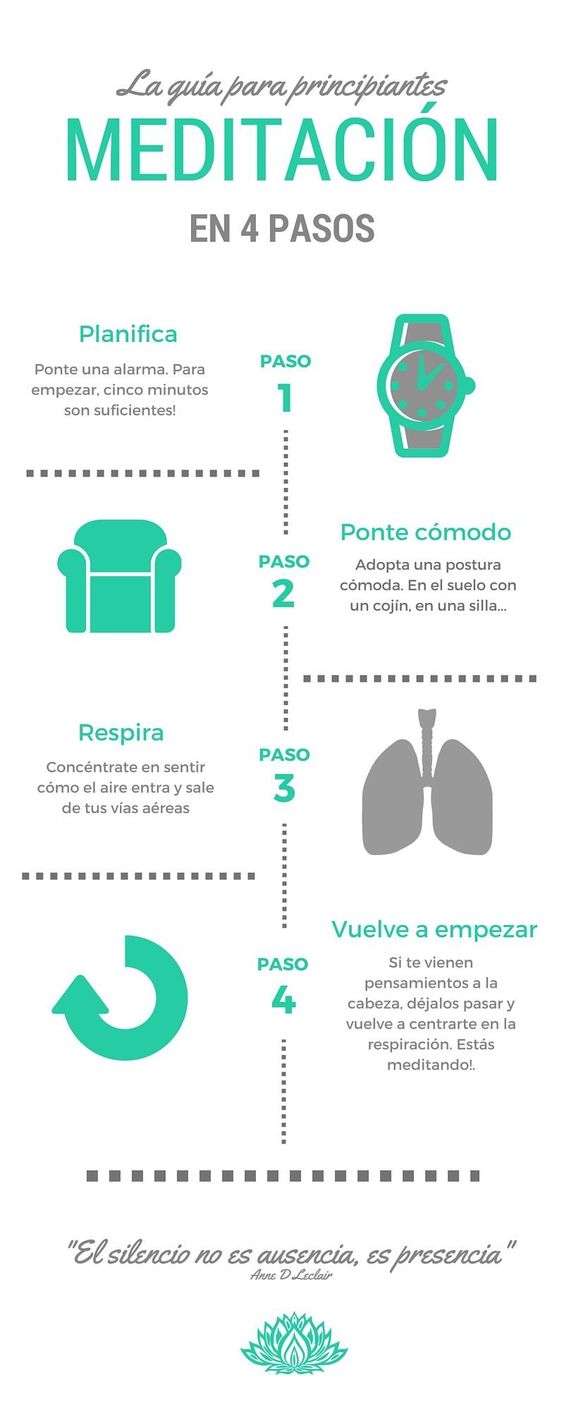 La guía para principiantes
MEDITACIÓN
EN 4 PASOS
Planifica
Ponte una alarma. Para
empezar, cinco minutos
son suficientes!
PASO
1
PASO
2
Ponte cómodo
Adopta una postura
cómoda. En el suelo con
un cojín, en una silla...
Respira
Concéntrate en sentir
cómo el aire entra y sale
de tus vías aéreas
PASO
3
PASO
4
Vuelve a empezar
Si te vienen
pensamientos a la
cabeza, déjalos pasar y
vuelve a centrarte en la
respiración. Estás
meditando!.
"El silencio no es ausencia, es presencia"
Anne D Leclair